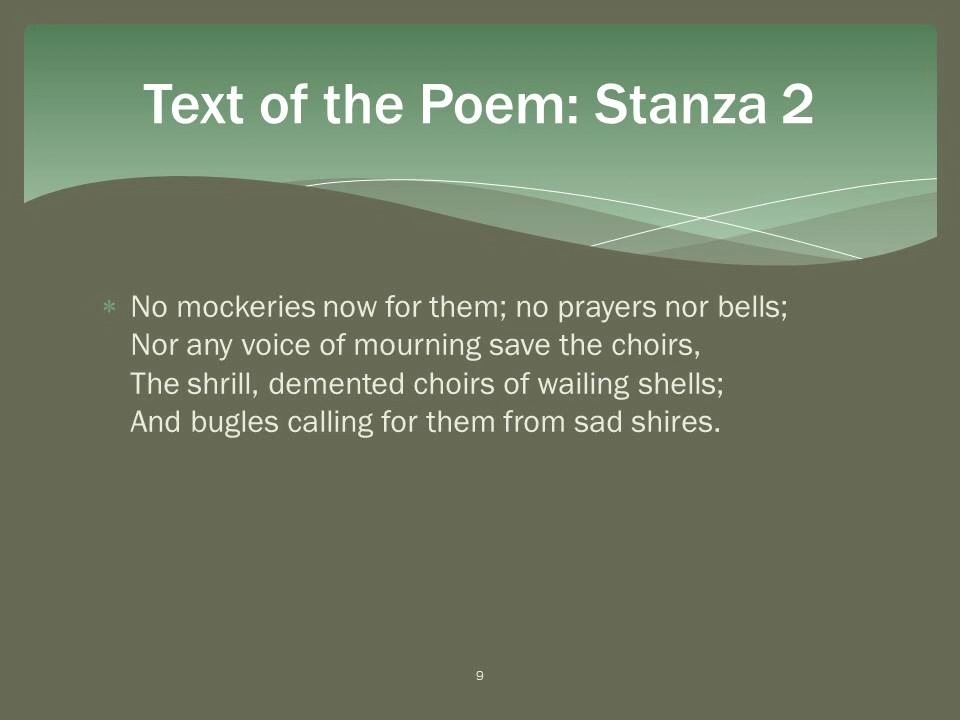 Text of the Poem: Stanza 2
* No mockeries now for them; no prayers nor bells;
Nor any voice of mourning save the choirs,
The shrill, demented choirs of wailing shells;
And bugles calling for them from sad shires.
9